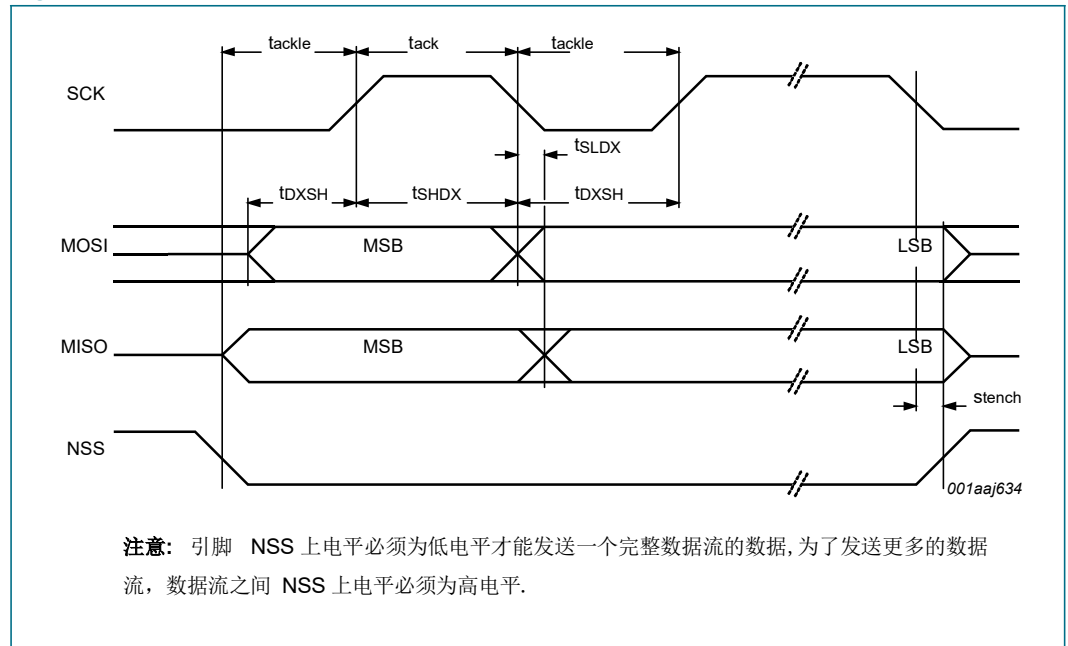 tackle tack tackle
SCK
tSLDX
tDXSH tSHDX tDXSH
MOSI MSB LSB
MISO MSB LSB
stench
NSS
001aaj634
注意: 引脚 NSS 上电平必须为低电平才能发送一个完整数据流的数据,为了发送更多的数据
流，数据流之间 NSS 上电平必须为高电平.